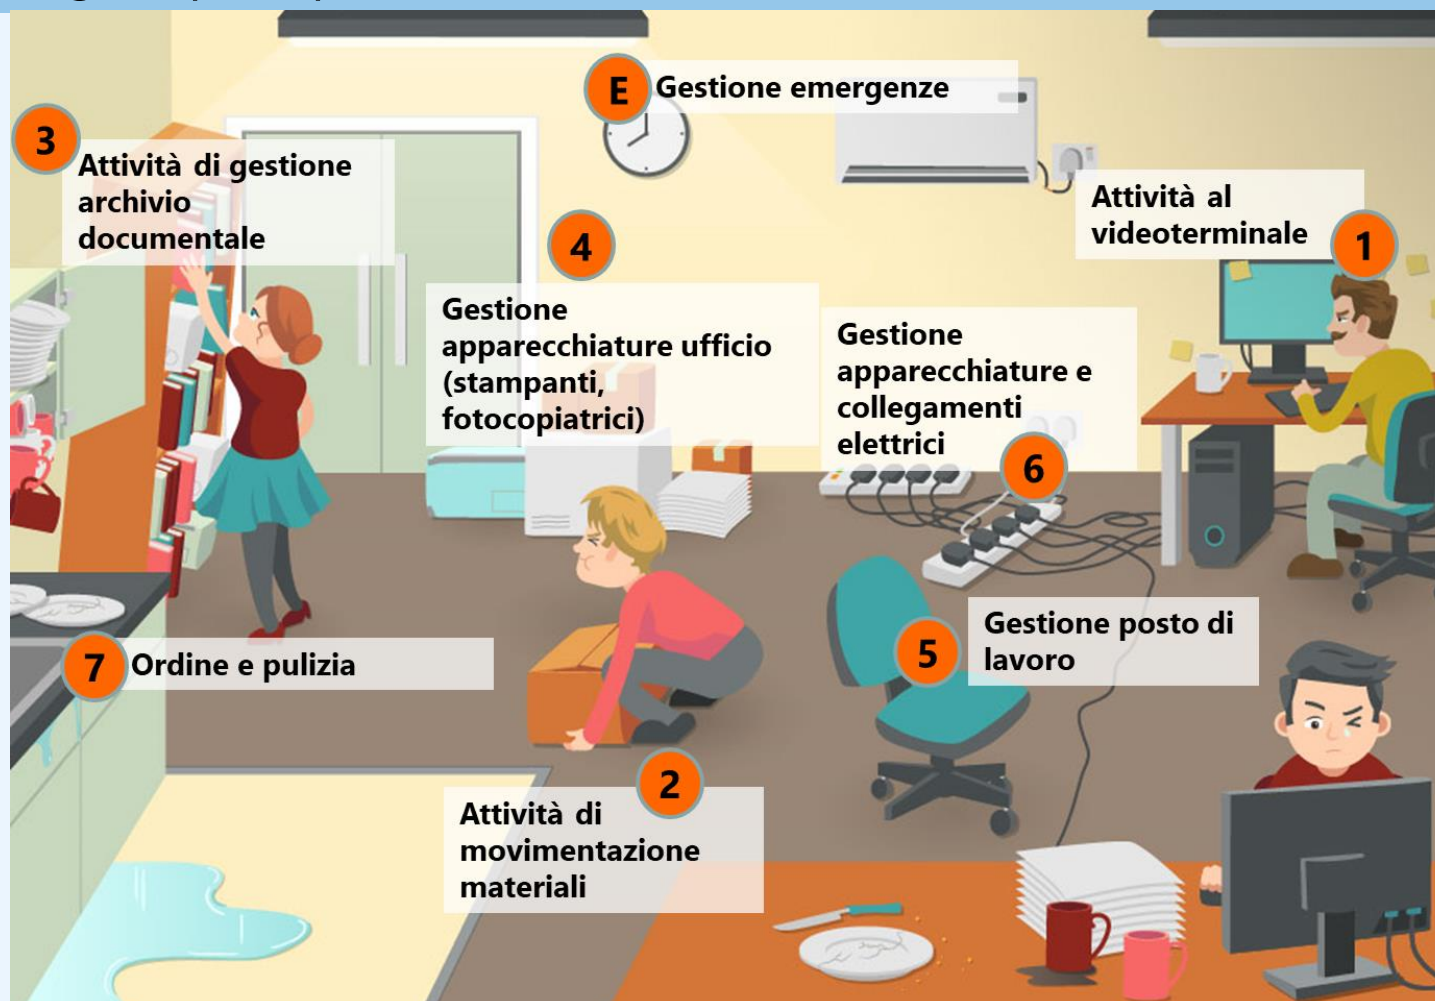 E
Gestione emergenze
3
Attività di gestione
archivio
documentale
Attività al
videoterminale
1
4
Gestione
apparecchiature ufficio
(stampanti,
fotocopiatrici)
Gestione
apparecchiature e
collegamenti
elettrici
6
5
Gestione posto di
lavoro
7
Ordine e pulizia
2
Attività di
movimentazione
materiali